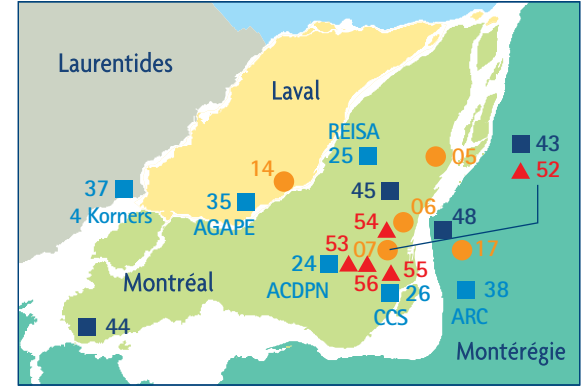 Laurentides
Laval
REISA
25
43
05
52
14
37
4 Korners
35
AGAPE
45
06
54
48
53
07
17
24
ACDPN
55
56
26
CCS
38
ARC
Montréal
44
Montérégie